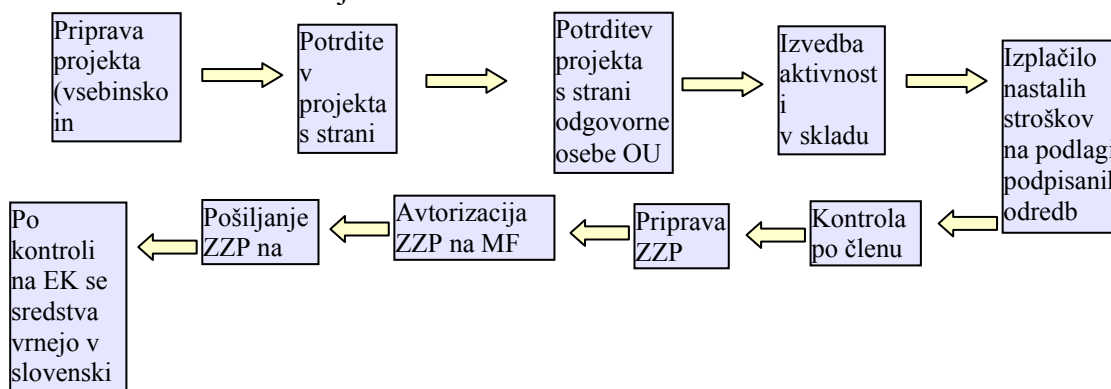 Priprava
projekta
(vsebinsko
in
Potrdite
v
projekta
s strani
Potrditev
projekta
s strani
odgovorne
osebe OU
Izvedba
aktivnost
i
v skladu
Izplačilo
nastalih
stroškov
na podlagi
podpisanih
odredb
Kontrola
po členu
Priprava
ZZP
Avtorizacija
ZZP na MF
Pošiljanje
ZZP na
Po
kontroli
na EK se
sredstva
vrnejo v
slovenski